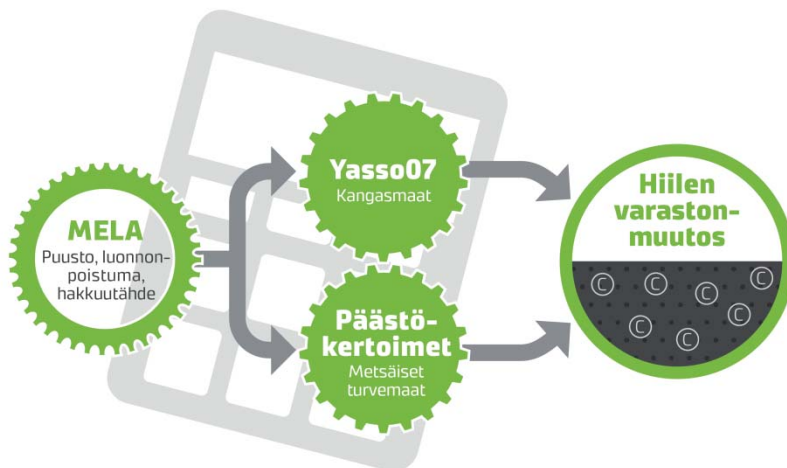 MELA
Puusto, luonnon-
poistuma,
hakkuutähde
Yasso07
Kangasmaat
Päästö-
kertoimet
Metsäiset
turvemaat
Hiilen
varaston-
muutos
C
C
C
C
C
C
C